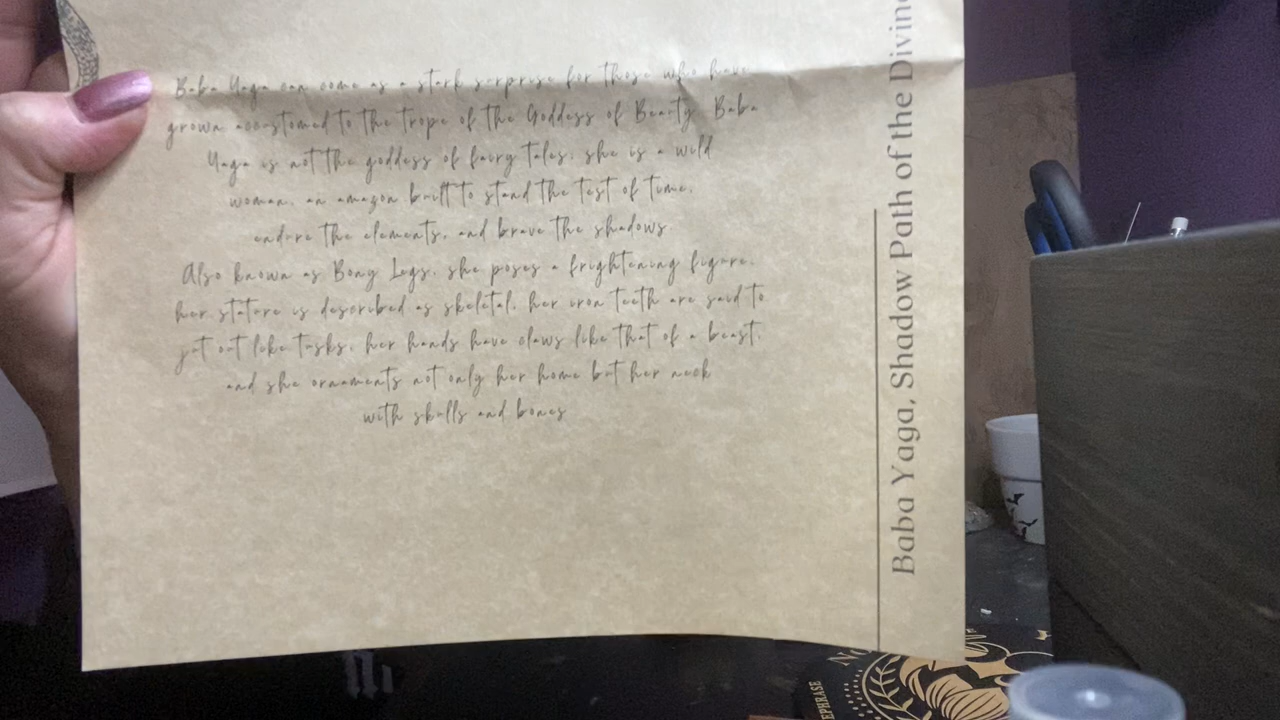 Baba Yaga can come as a stark surprise for those who have
grown accustomed to the trope of the Goddess of Beauty. Baba
Yaga is not the goddess of fairy tales, she is a wild
woman, an amazon built to stand the test of time,
endure the elements, and brave the shadows.
Also known as Bony Legs, she poses a frightening figure,
her stature is described as skeletal, her iron teeth are said to
jut out like tusks, her hands have claws like that of a beast,
and she ornaments not only her home but her neck
with skulls and bones
Baba Yaga, Shadow Path of the Divine
EPHRASE